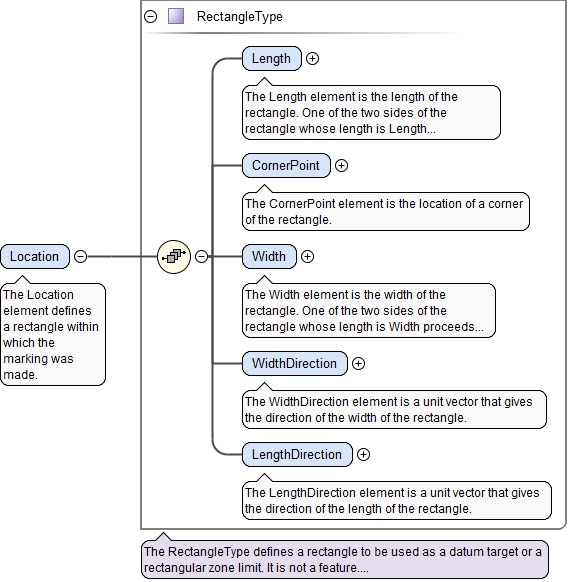 RectangleType
Length
The Length element is the length of the
rectangle. One of the two sides of the
rectangle whose length is Length...
CornerPoint
The CornerPoint element is the location of a corner
of the rectangle.
Location
The Location
element defines
a rectangle within
which the
marking was
made.
Width
The Width element is the width of the
rectangle. One of the two sides of the
rectangle whose length is Width proceeds...
WidthDirection
The WidthDirection element is a unit vector that gives
the direction of the width of the rectangle.
LengthDirection
The LengthDirection element is a unit vector that gives
the direction of the length of the rectangle.
The RectangleType defines a rectangle to be used as a datum target or a
rectangular zone limit. It is not a feature....